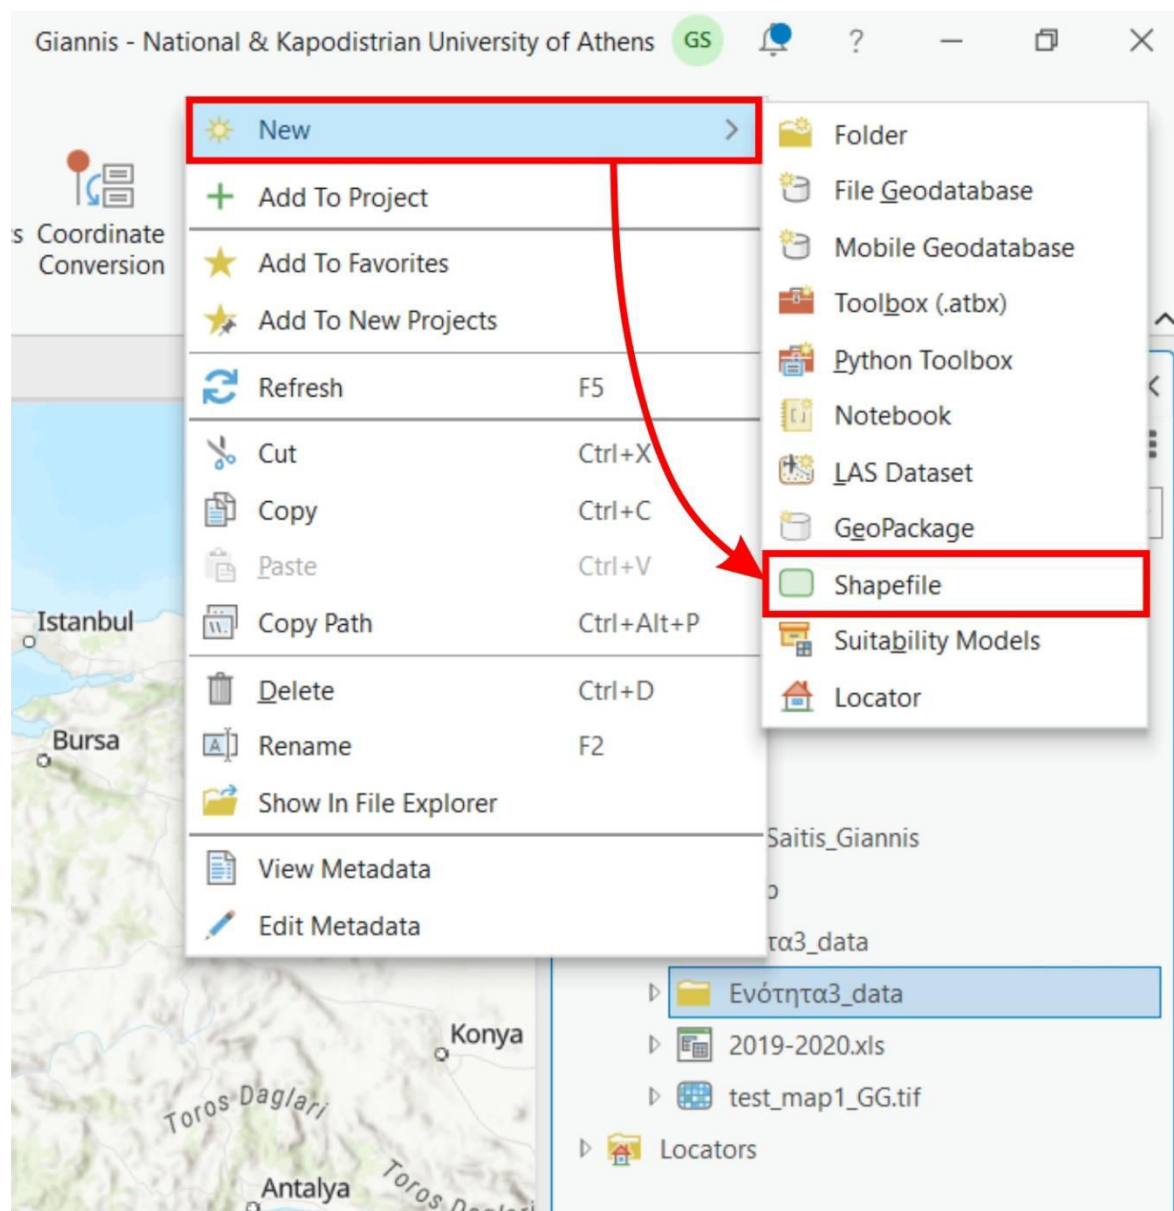 Giannis - National & Kapodistrian University of Athens GS ?
New
Add To Project
Add To Favorites
Add To New Projects
Refresh F5
Cut Ctrl+X
Copy Ctrl+C
Paste Ctrl+V
Copy Path Ctrl+Alt+P
Delete Ctrl+D
Rename F2
Show In File Explorer
View Metadata
Edit Metadata
Folder
File Geodatabase
Mobile Geodatabase
Toolbox (.atbx)
Python Toolbox
Notebook
LAS Dataset
GeoPackage
Shapefile
Suitability Models
Locator
s Coordinate
Conversion
Istanbul
Bursa
Konya
Toros Daglari
Antalya
Toros
Saitis_Giannis
τα3_data
Ενότητα3_data
2019-2020.xls
test_map1_GG.tif
Locators